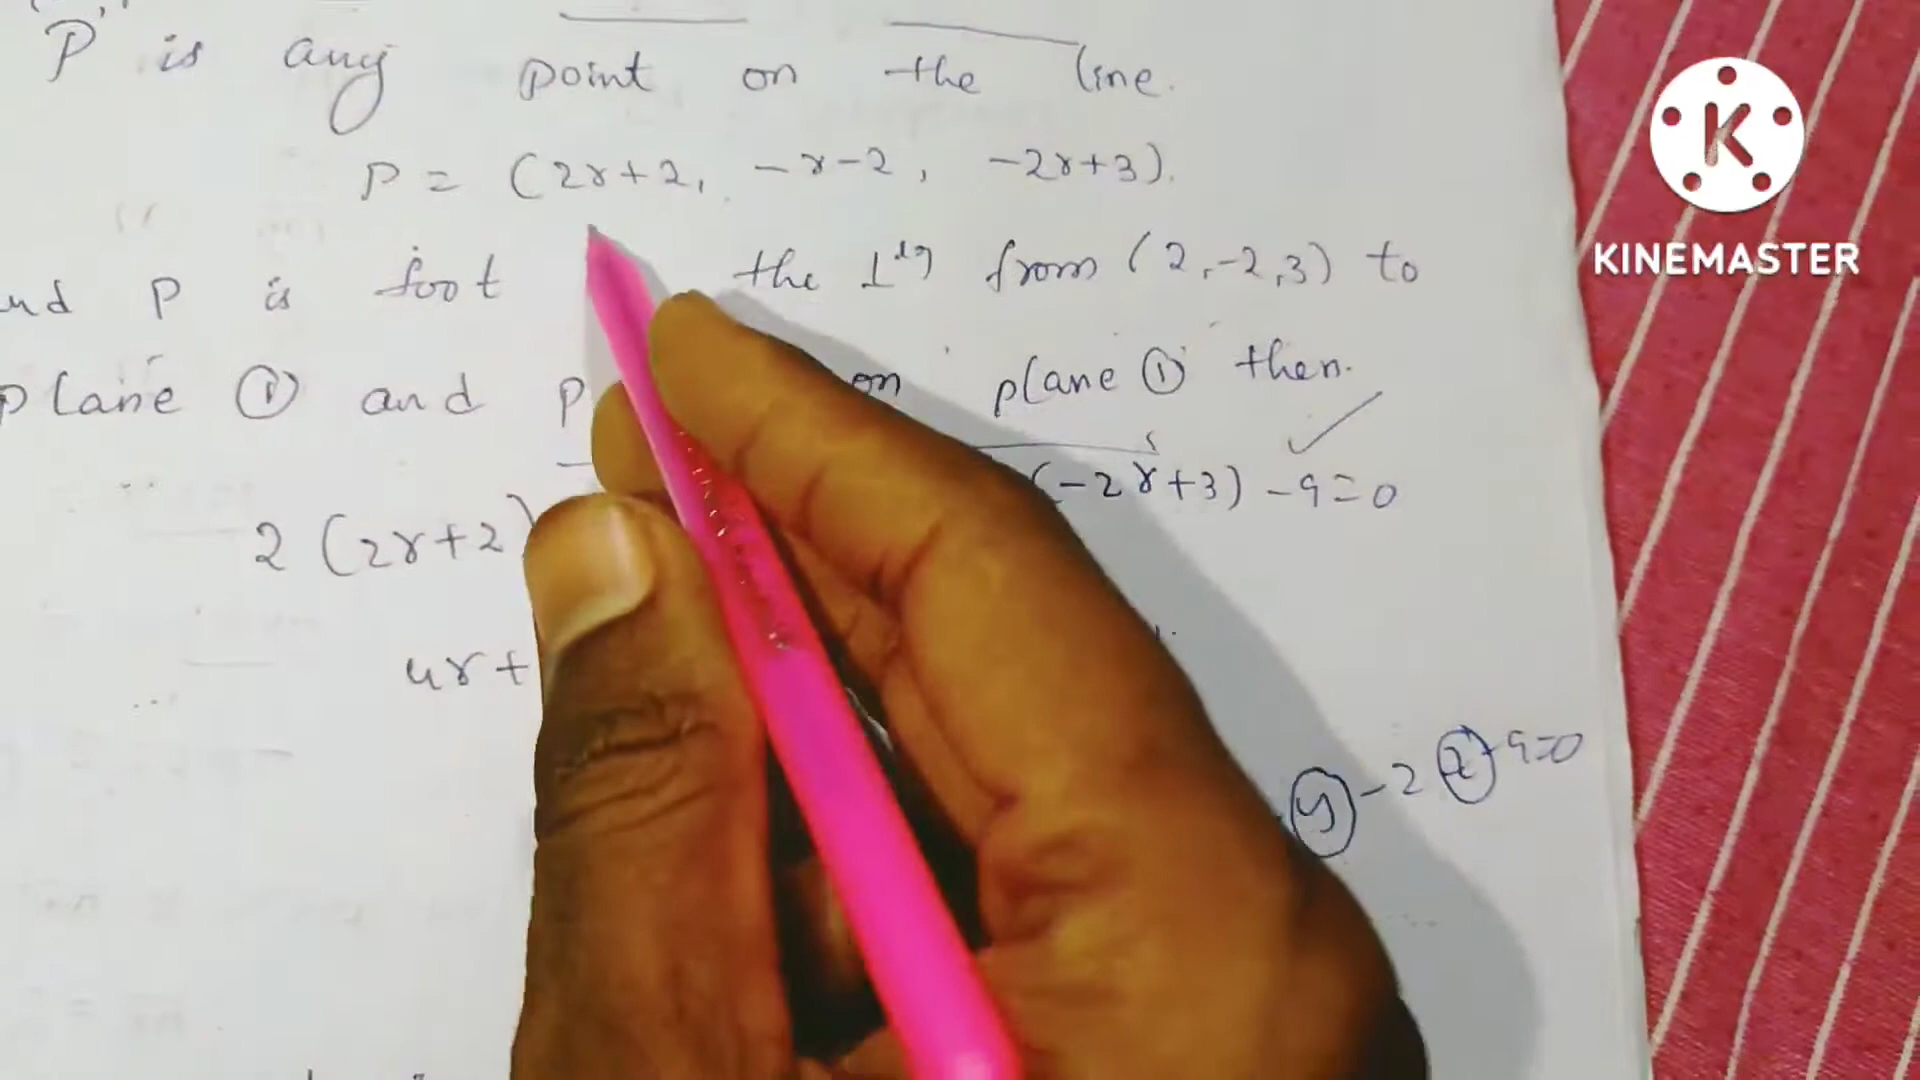 P is any point on the line.
P = (2r+2, -r-2, -2r+3).
P is foot the ⊥lar from (2,-2,3) to
plane ① and P on plane ① then.
2 (2r+2) (-2r+3) -9=0
4r+
y -2 z -9=0
K
KINEMASTER